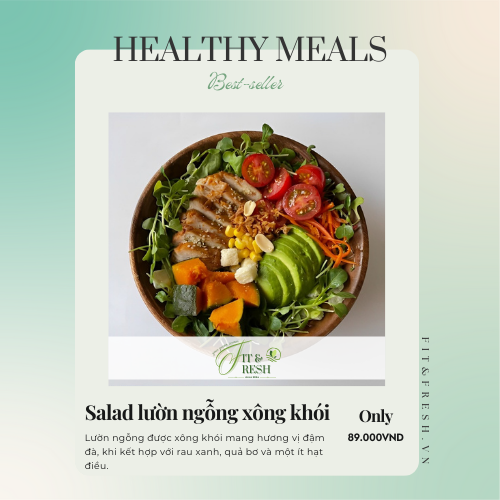 HEALTHY MEALS
Best-seller
FIT &
FRESH
Salad lườn ngỗng xông khói
Only
89.000VND
Lườn ngỗng được xông khói mang hương vị đậm
đà, khi kết hợp với rau xanh, quả bơ và một ít hạt
điều.
FIT&FRESH.VN